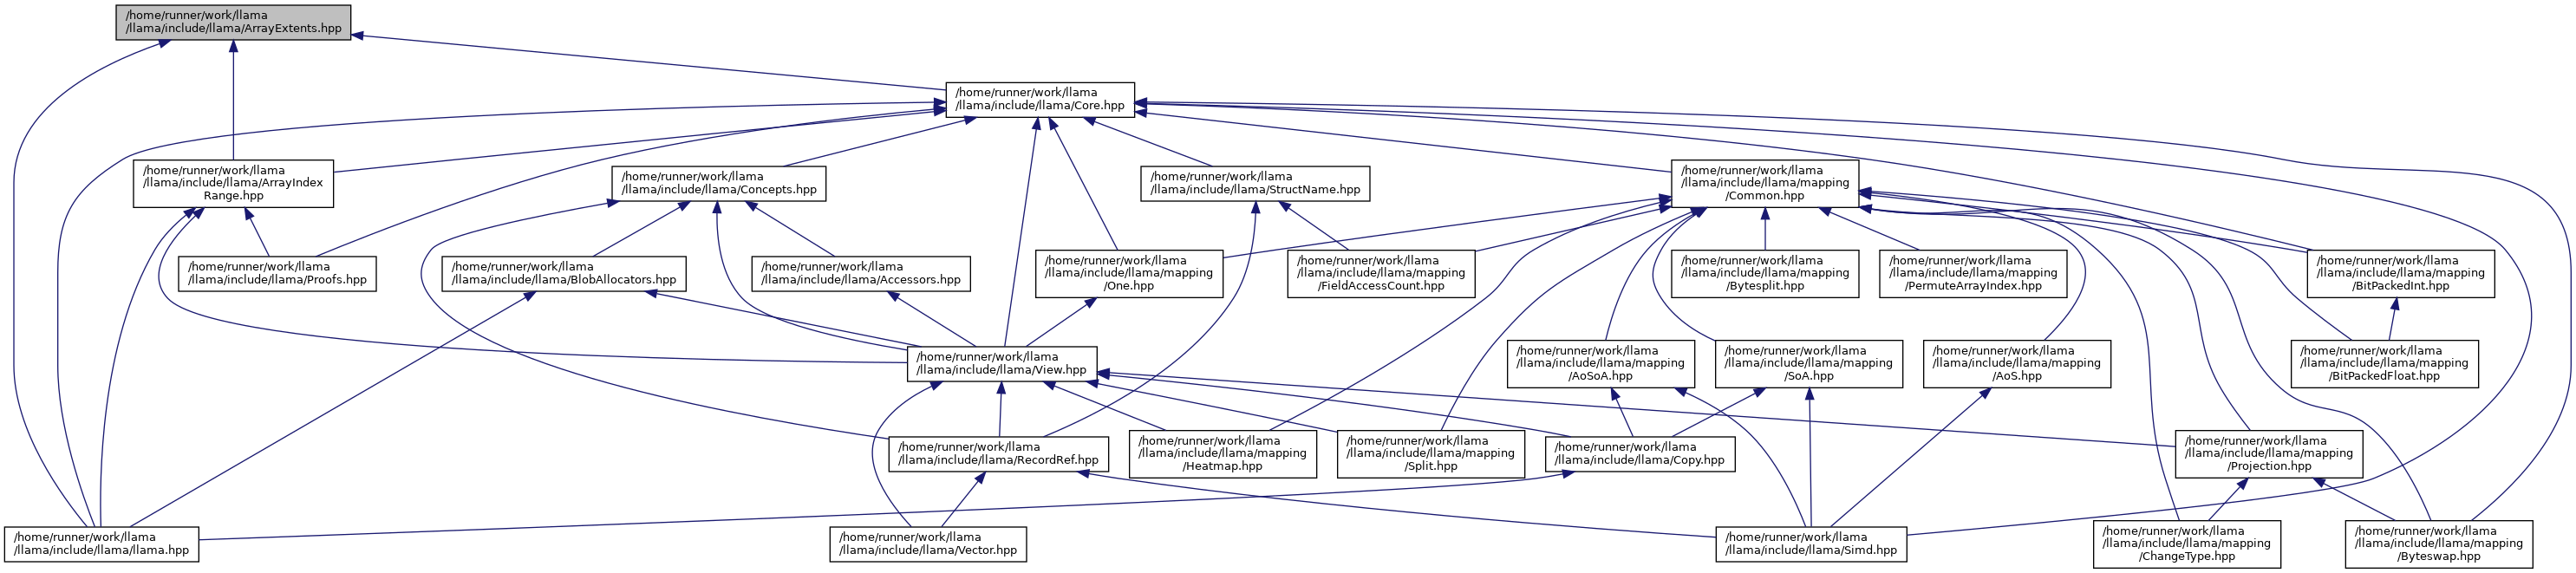 /home/runner/work/llama
/llama/include/llama/ArrayExtents.hpp
/home/runner/work/llama
/llama/include/llama/Core.hpp
/home/runner/work/llama
/llama/include/llama/ArrayIndex
Range.hpp
/home/runner/work/llama
/llama/include/llama/Concepts.hpp
/home/runner/work/llama
/llama/include/llama/StructName.hpp
/home/runner/work/llama
/llama/include/llama/mapping
/Common.hpp
/home/runner/work/llama
/llama/include/llama/Proofs.hpp
/home/runner/work/llama
/llama/include/llama/BlobAllocators.hpp
/home/runner/work/llama
/llama/include/llama/Accessors.hpp
/home/runner/work/llama
/llama/include/llama/mapping
/One.hpp
/home/runner/work/llama
/llama/include/llama/mapping
/FieldAccessCount.hpp
/home/runner/work/llama
/llama/include/llama/mapping
/Bytesplit.hpp
/home/runner/work/llama
/llama/include/llama/mapping
/PermuteArrayIndex.hpp
/home/runner/work/llama
/llama/include/llama/mapping
/BitPackedInt.hpp
/home/runner/work/llama
/llama/include/llama/View.hpp
/home/runner/work/llama
/llama/include/llama/mapping
/AoSoA.hpp
/home/runner/work/llama
/llama/include/llama/mapping
/SoA.hpp
/home/runner/work/llama
/llama/include/llama/mapping
/AoS.hpp
/home/runner/work/llama
/llama/include/llama/mapping
/BitPackedFloat.hpp
/home/runner/work/llama
/llama/include/llama/RecordRef.hpp
/home/runner/work/llama
/llama/include/llama/mapping
/Heatmap.hpp
/home/runner/work/llama
/llama/include/llama/mapping
/Split.hpp
/home/runner/work/llama
/llama/include/llama/Copy.hpp
/home/runner/work/llama
/llama/include/llama/mapping
/Projection.hpp
/home/runner/work/llama
/llama/include/llama/llama.hpp
/home/runner/work/llama
/llama/include/llama/Vector.hpp
/home/runner/work/llama
/llama/include/llama/Simd.hpp
/home/runner/work/llama
/llama/include/llama/mapping
/ChangeType.hpp
/home/runner/work/llama
/llama/include/llama/mapping
/Byteswap.hpp